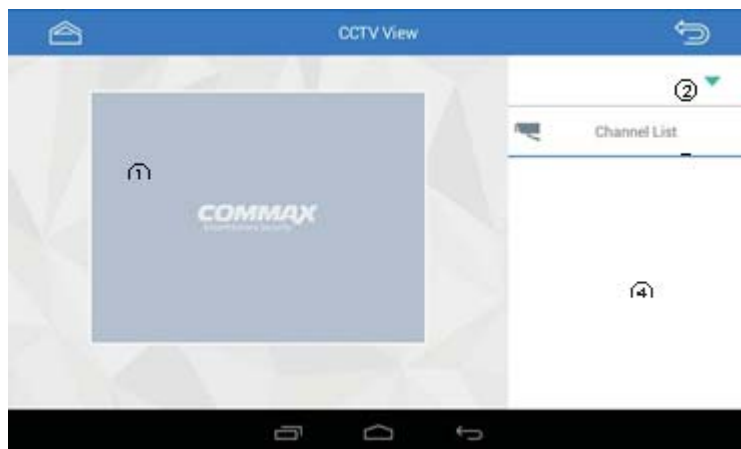 CCTV View
②
Channel List
①
COMMAX
④